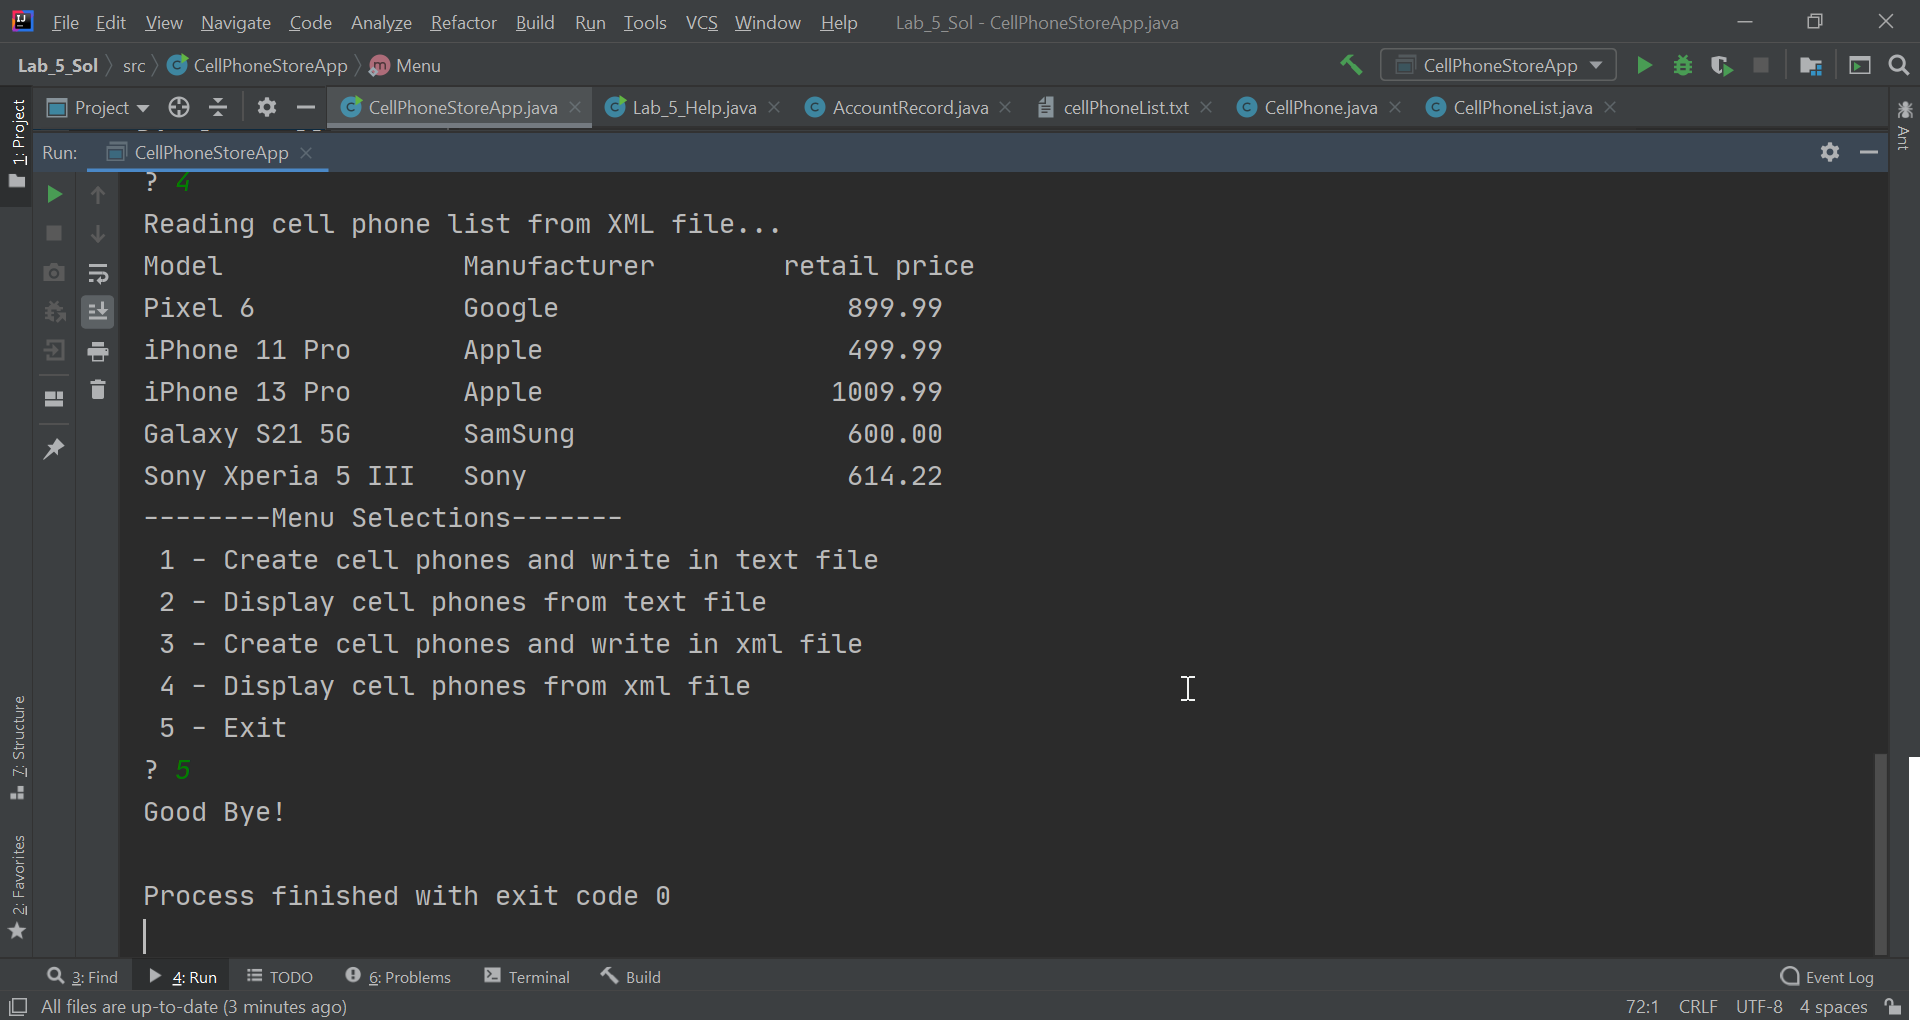 File Edit View Navigate Code Analyze Refactor Build Run Tools VCS Window Help Lab_5_Sol - CellPhoneStoreApp.java
Lab_5_Sol src CellPhoneStoreApp Menu CellPhoneStoreApp
Project CellPhoneStoreApp.java Lab_5_Help.java AccountRecord.java cellPhoneList.txt CellPhone.java CellPhoneList.java
1: Project
Ant
Run: CellPhoneStoreApp
? 4
Reading cell phone list from XML file...
Model Manufacturer retail price
Pixel 6 Google 899.99
iPhone 11 Pro Apple 499.99
iPhone 13 Pro Apple 1009.99
Galaxy S21 5G SamSung 600.00
Sony Xperia 5 III Sony 614.22
--------Menu Selections-------
1 - Create cell phones and write in text file
2 - Display cell phones from text file
3 - Create cell phones and write in xml file
4 - Display cell phones from xml file
5 - Exit
? 5
Good Bye!
Process finished with exit code 0
7: Structure
2: Favorites
3: Find 4: Run TODO 6: Problems Terminal Build Event Log
All files are up-to-date (3 minutes ago) 72:1 CRLF UTF-8 4 spaces